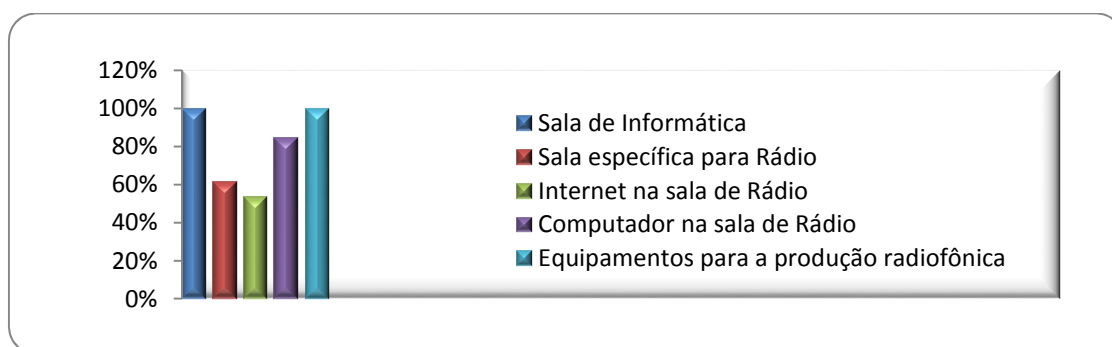 120%
100%
80%
60%
40%
20%
0%
Sala de Informática
Sala específica para Rádio
Internet na sala de Rádio
Computador na sala de Rádio
Equipamentos para a produção radiofônica